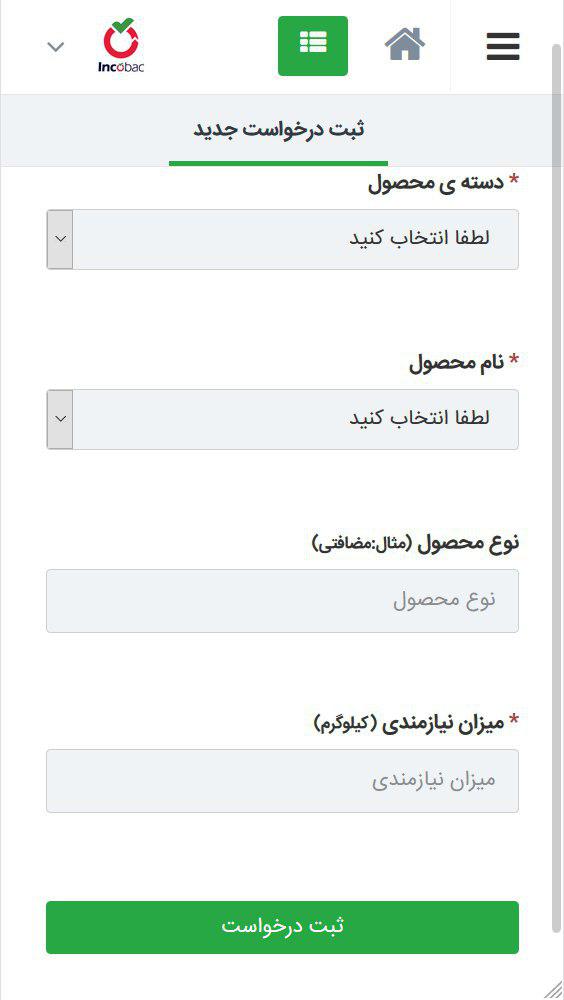 Incobac
ثبت درخواست جدید
* دسته ی محصول
لطفا انتخاب کنید
* نام محصول
لطفا انتخاب کنید
نوع محصول (مثال:مضافتی)
نوع محصول
* میزان نیازمندی (کیلوگرم)
میزان نیازمندی
ثبت درخواست